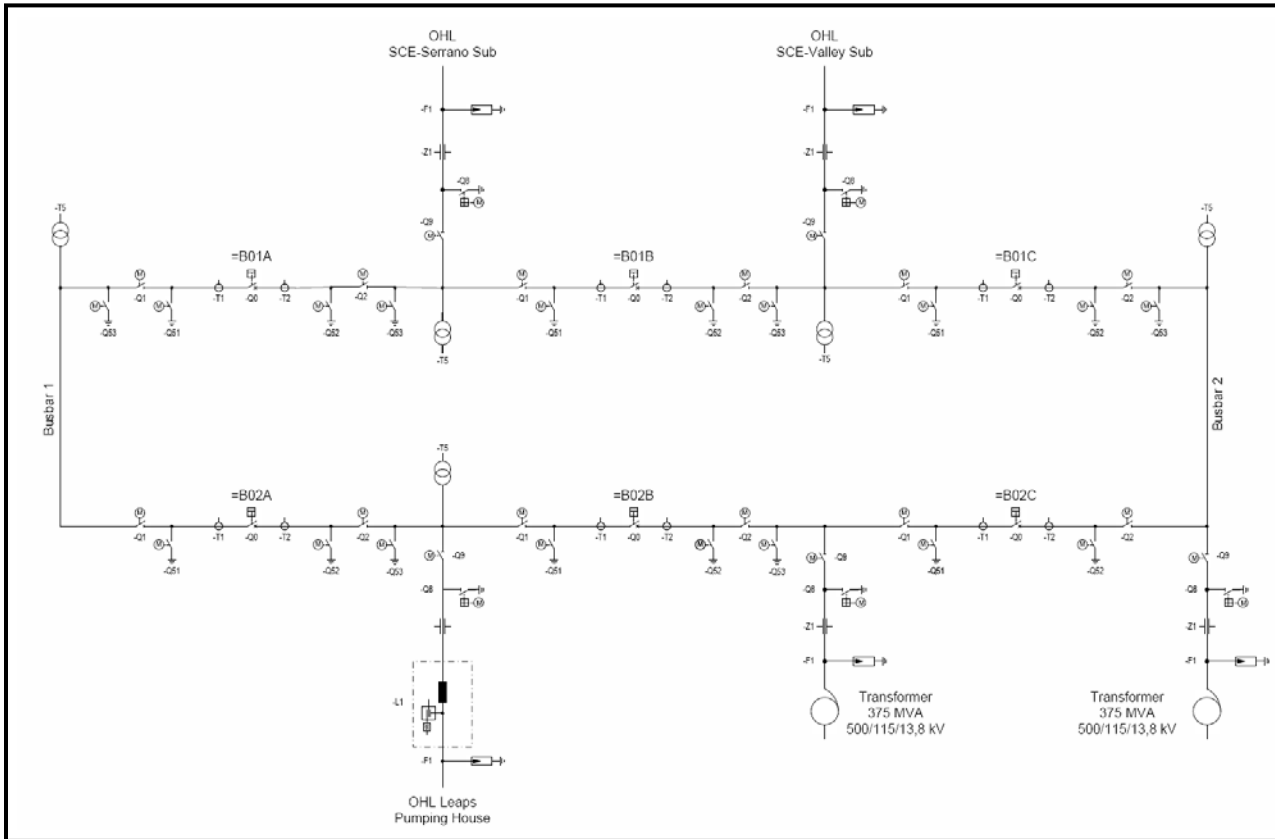 OHL
SCE-Serrano Sub
OHL
SCE-Valley Sub
-F1
-F1
-Z1
-Z1
-Q8
-Q8
-T5
-Q9
-Q9
-T5
=B01A
=B01B
=B01C
M M M M M M
-Q1 -T1 -Q0 -T2 -Q2
-Q1 -T1 -Q0 -T2 -Q2
-Q1 -T1 -Q0 -T2 -Q2
-Q53 -Q51 -Q52 -Q53
-Q51 -Q52 -Q53
-Q51 -Q52 -Q53
-T5
-T5
Busbar 1
Busbar 2
-T5
=B02A
=B02B
=B02C
M M M M M M
-Q1 -T1 -Q0 -T2 -Q2
-Q1 -T1 -Q0 -T2 -Q2
-Q1 -T1 -Q0 -T2 -Q2
-Q51 -Q52 -Q53
-Q51 -Q52 -Q53
-Q51 -Q52
-Q9
-Q9
-Q9
-Q8
-Q8
-Q8
-Z1
-Z1
-F1
-F1
-L1
Transformer
375 MVA
500/115/13,8 kV
Transformer
375 MVA
500/115/13,8 kV
-F1
OHL Leaps
Pumping House